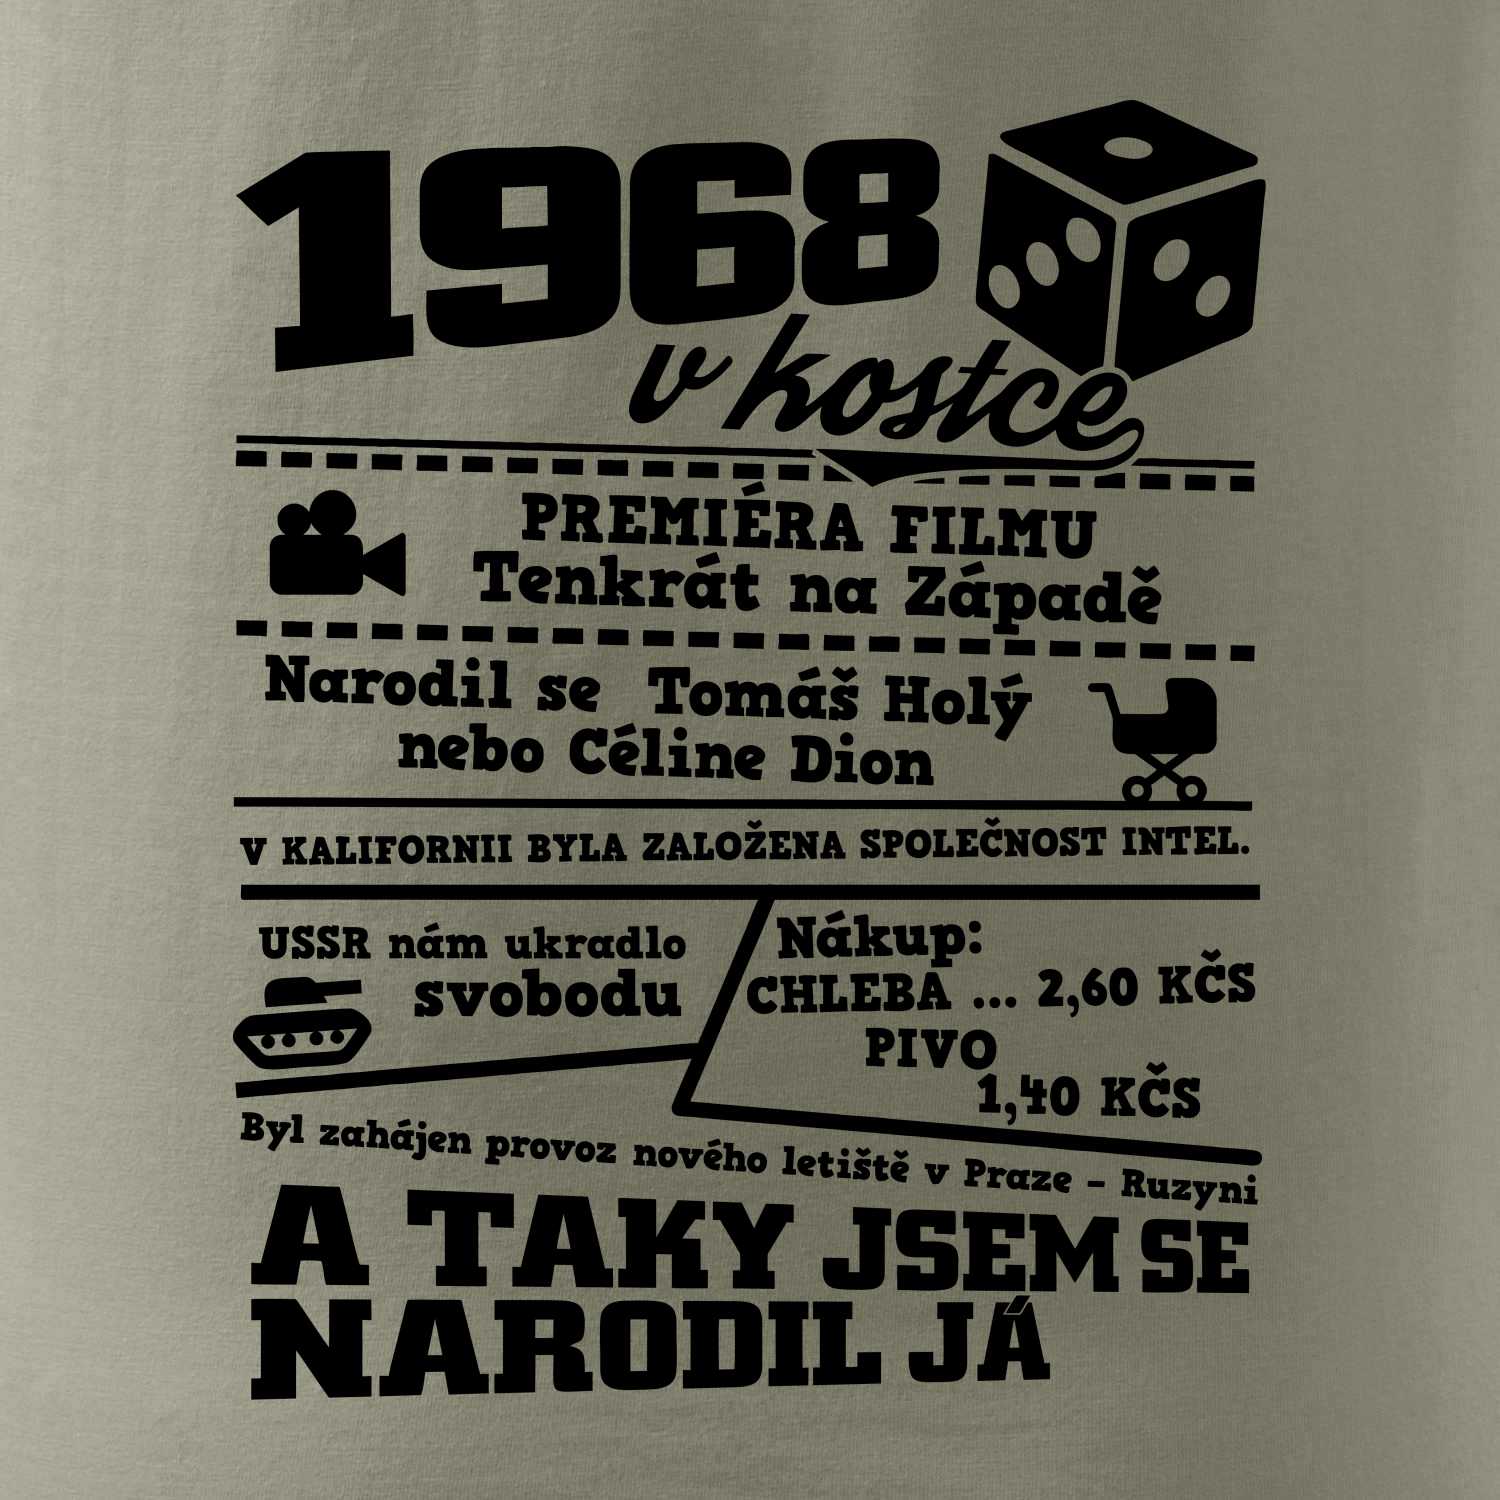 1968
v kostce
PREMIÉRA FILMU
Tenkrát na Západě
Narodil se Tomáš Holý
nebo Céline Dion
V KALIFORNII BYLA ZALOŽENA SPOLEČNOST INTEL.
USSR nám ukradlo
svobodu
Nákup:
CHLEBA ... 2,60 KČS
PIVO
1,40 KČS
Byl zahájen provoz nového letiště v Praze – Ruzyni
A TAKY JSEM SE
NARODIL JÁ